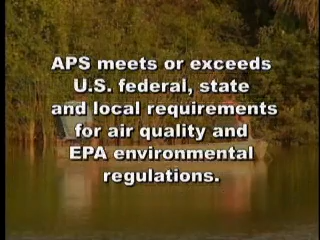 APS meets or exceeds
U.S. federal, state
and local requirements
for air quality and
EPA environmental
regulations.